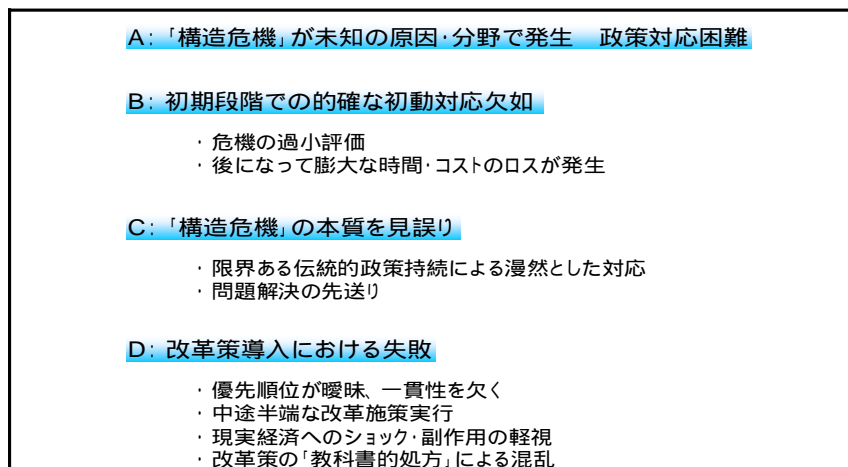 A:「構造危機」が未知の原因・分野で発生　政策対応困難
B: 初期段階での的確な初動対応欠如
・危機の過小評価
・後になって膨大な時間・コストのロスが発生
C:「構造危機」の本質を見誤り
・限界ある伝統的政策持続による漫然とした対応
・問題解決の先送り
D: 改革策導入における失敗
・優先順位が曖昧、一貫性を欠く
・中途半端な改革施策実行
・現実経済へのショック・副作用の軽視
・改革策の「教科書的処方」による混乱